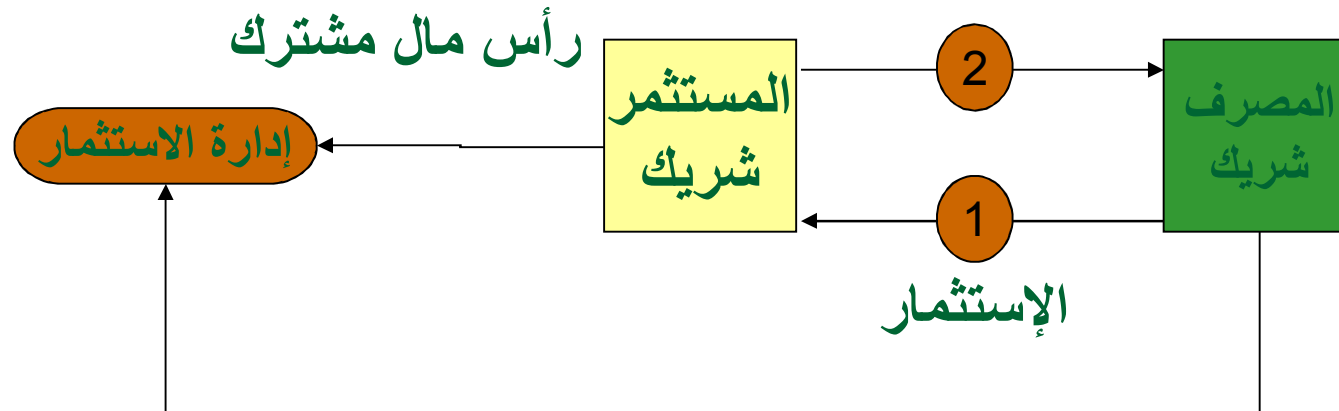 رأس مال مشترك
المصرف
شريك
2
1
المستثمر
شريك
إدارة الاستثمار
الإستثمار